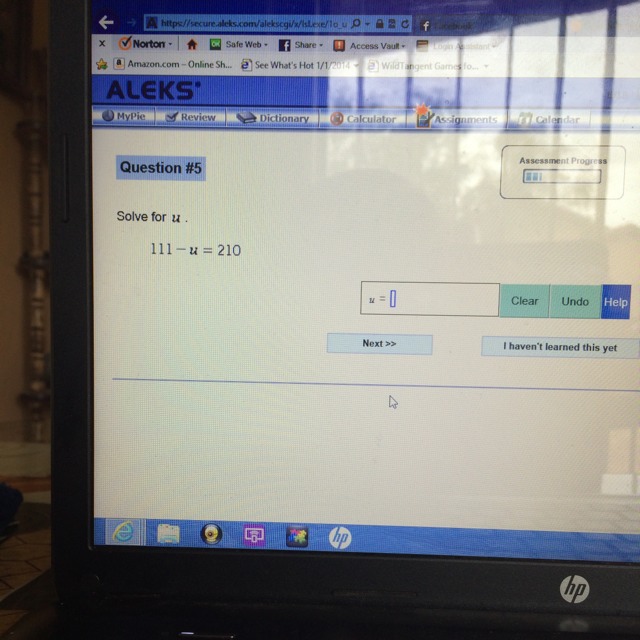 https://secure.aleks.com/alekscgi/x/Isl.exe/1o_u
x Norton Safe Web Share Access Vault
Amazon.com – Online Sh... See What's Hot 1/1/2014 WildTangent Games fo...
ALEKS
MyPie Review Dictionary Calculator Assignments Calendar
Question #5
Assessment Progress
Solve for u .
111 − u = 210
u =
Clear Undo Help
Next >>
I haven't learned this yet
hp
hp